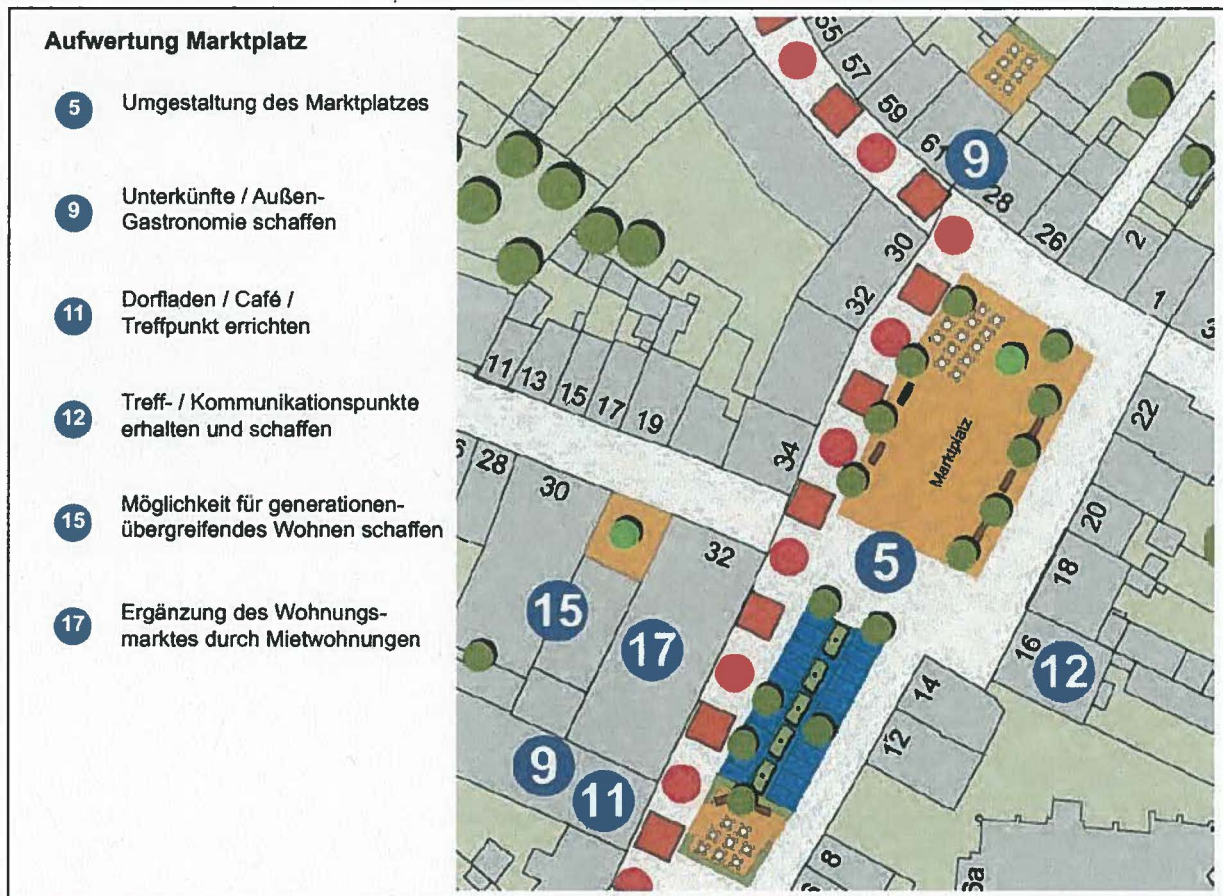 Aufwertung Marktplatz
5 Umgestaltung des Marktplatzes
9 Unterkünfte / Außen-
Gastronomie schaffen
11 Dorfladen / Café /
Treffpunkt errichten
12 Treff- / Kommunikationspunkte
erhalten und schaffen
15 Möglichkeit für generationen-
übergreifendes Wohnen schaffen
17 Ergänzung des Wohnungs-
marktes durch Mietwohnungen
55
57
59
61
9
28
26
2
1
3
30
32
34
11
13
15
17
19
28
30
32
Marktplatz
22
20
18
16
12
14
12
5
15
17
9
11
8
6a